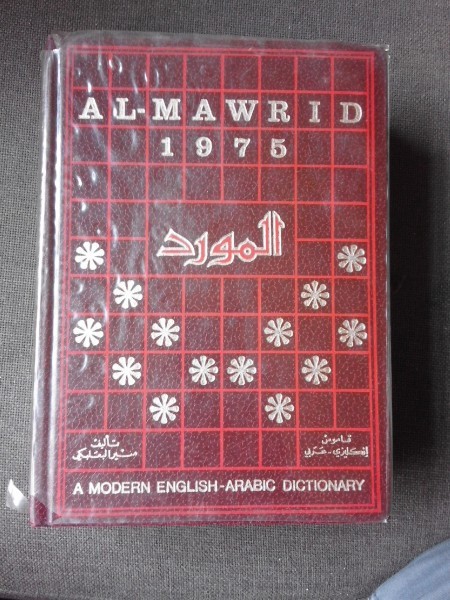 AL-MAWRID
1975
المورد
قاموس
إنكليزي - عربي
تأليف
منير البعلبكي
A MODERN ENGLISH-ARABIC DICTIONARY